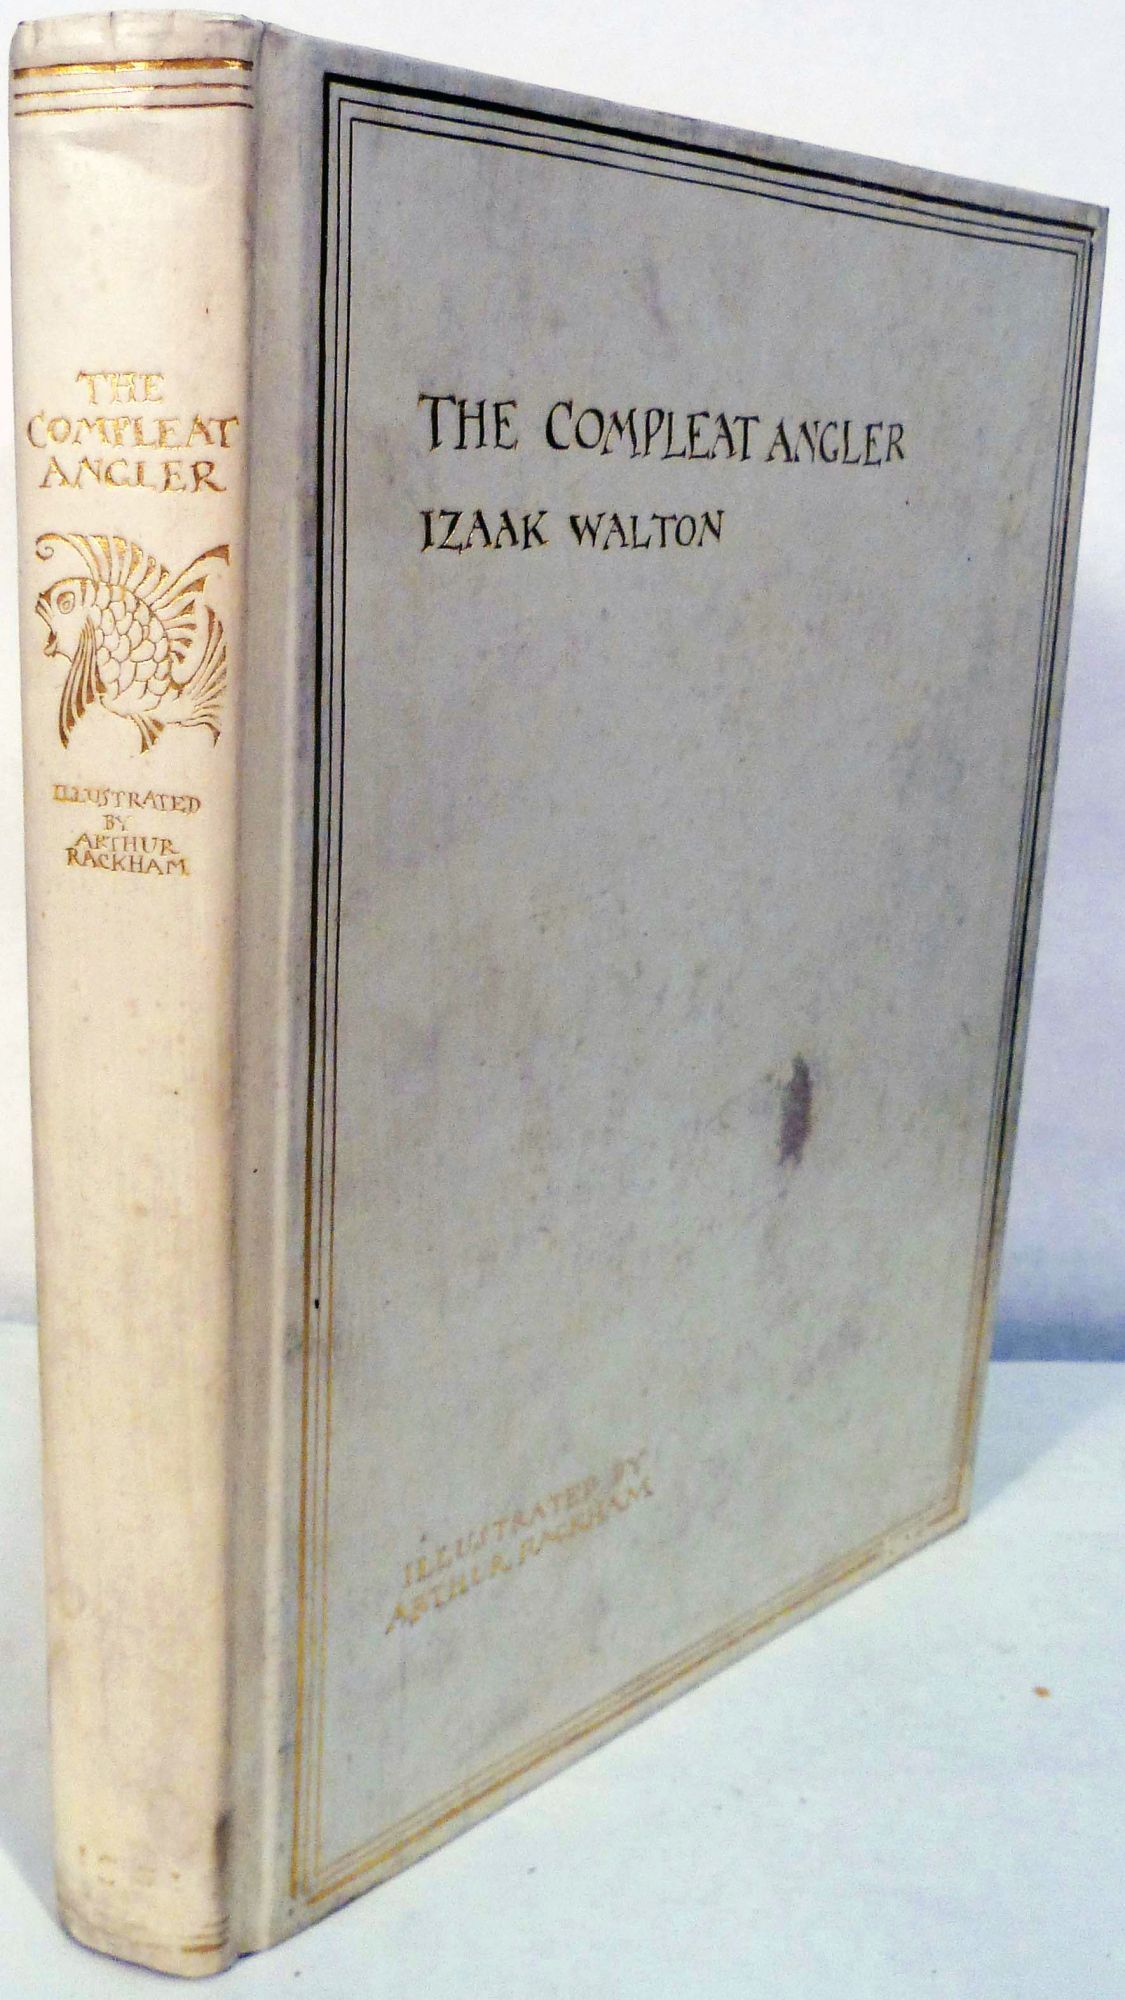 THE
COMPLEAT
ANGLER
ILLUSTRATED
BY
ARTHUR
RACKHAM
THE COMPLEAT ANGLER
IZAAK WALTON
ILLUSTRATED BY
ARTHUR RACKHAM